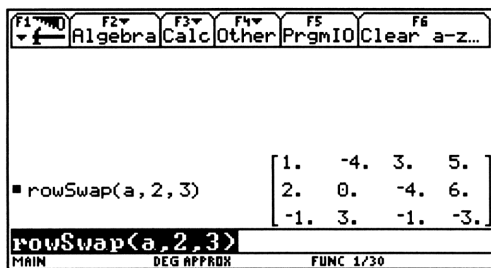 F1 F2 F3 F4 F5 F6
Algebra Calc Other PrgmIO Clear a-z…
1. -4. 3. 5.
rowSwap(a,2,3) 2. 0. -4. 6.
-1. 3. -1. -3.
rowSwap(a,2,3)
MAIN DEG APPROX FUNC 1/30